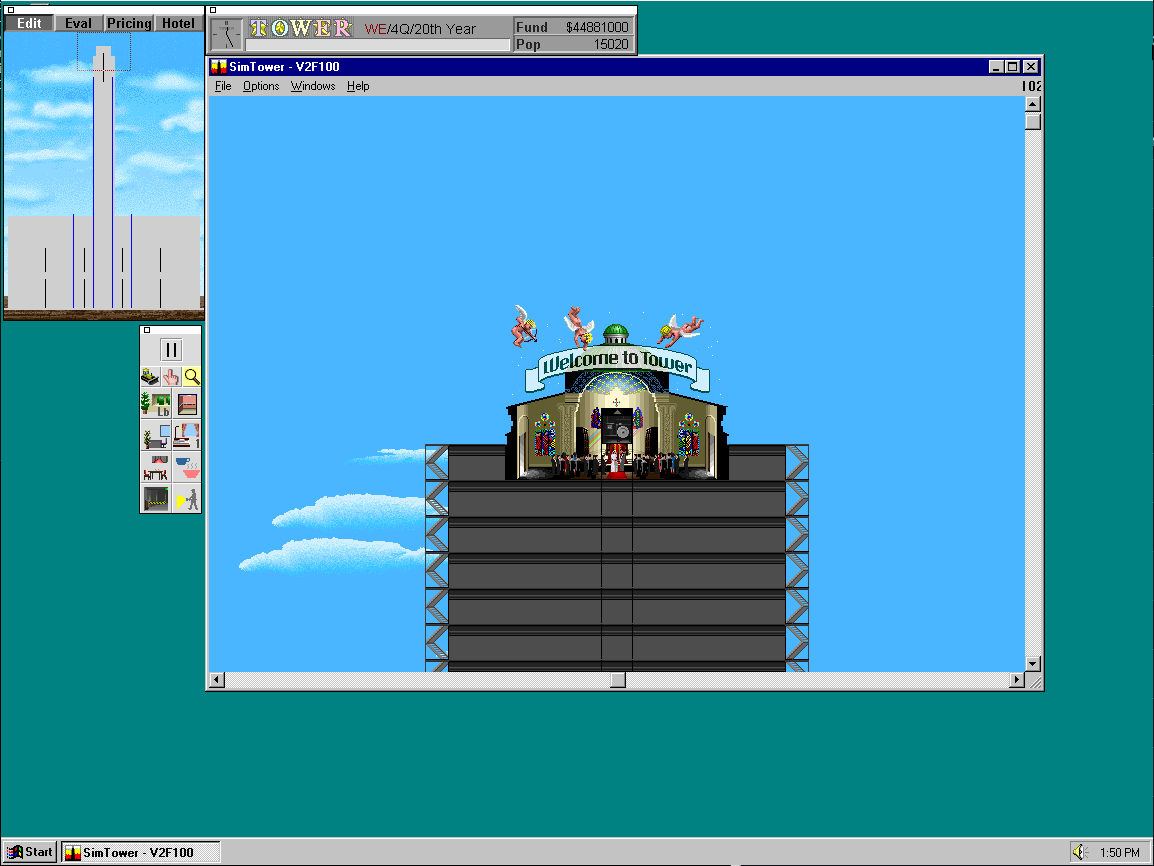 Edit Eval Pricing Hotel
TOWER WE/4Q/20th Year
Fund $44881000
Pop 15020
SimTower - V2F100
File Options Windows Help 102
Welcome to Tower
Lb
1
Start SimTower - V2F100 1:50 PM